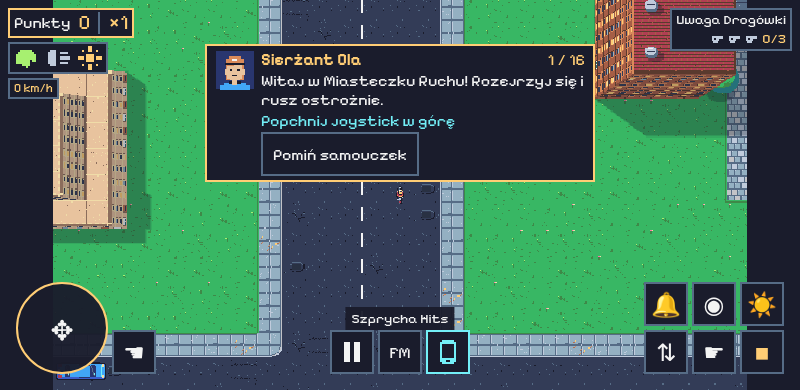 Punkty 0 | ×1
Uwaga Drogówki
0/3
0 km/h
Sierżant Ola
1 / 16
Witaj w Miasteczku Ruchu! Rozejrzyj się i
rusz ostrożnie.
Popchnij joystick w górę
Pomiń samouczek
Szprycha Hits
FM